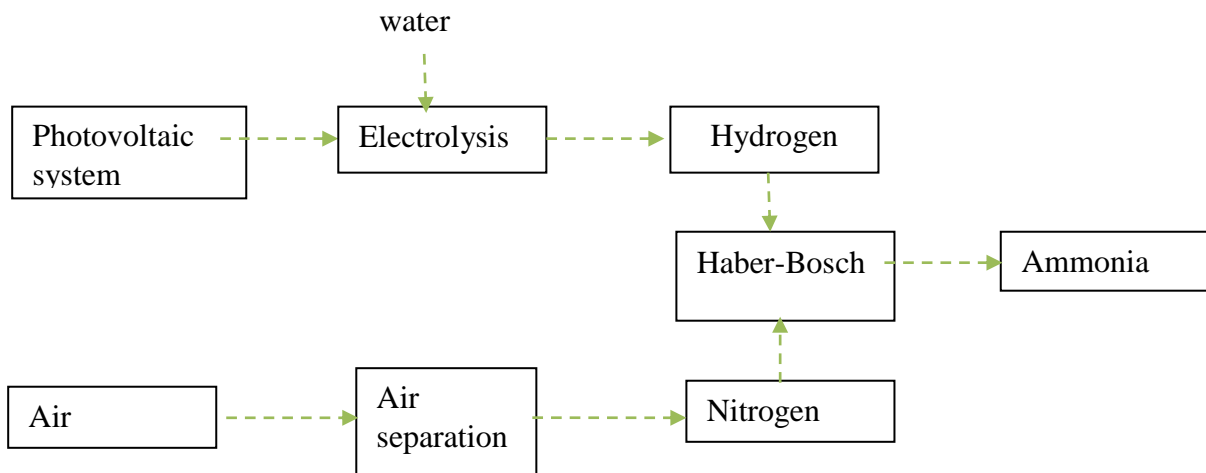 water
Photovoltaic
system
Electrolysis
Hydrogen
Haber-Bosch
Ammonia
Air
Air
separation
Nitrogen